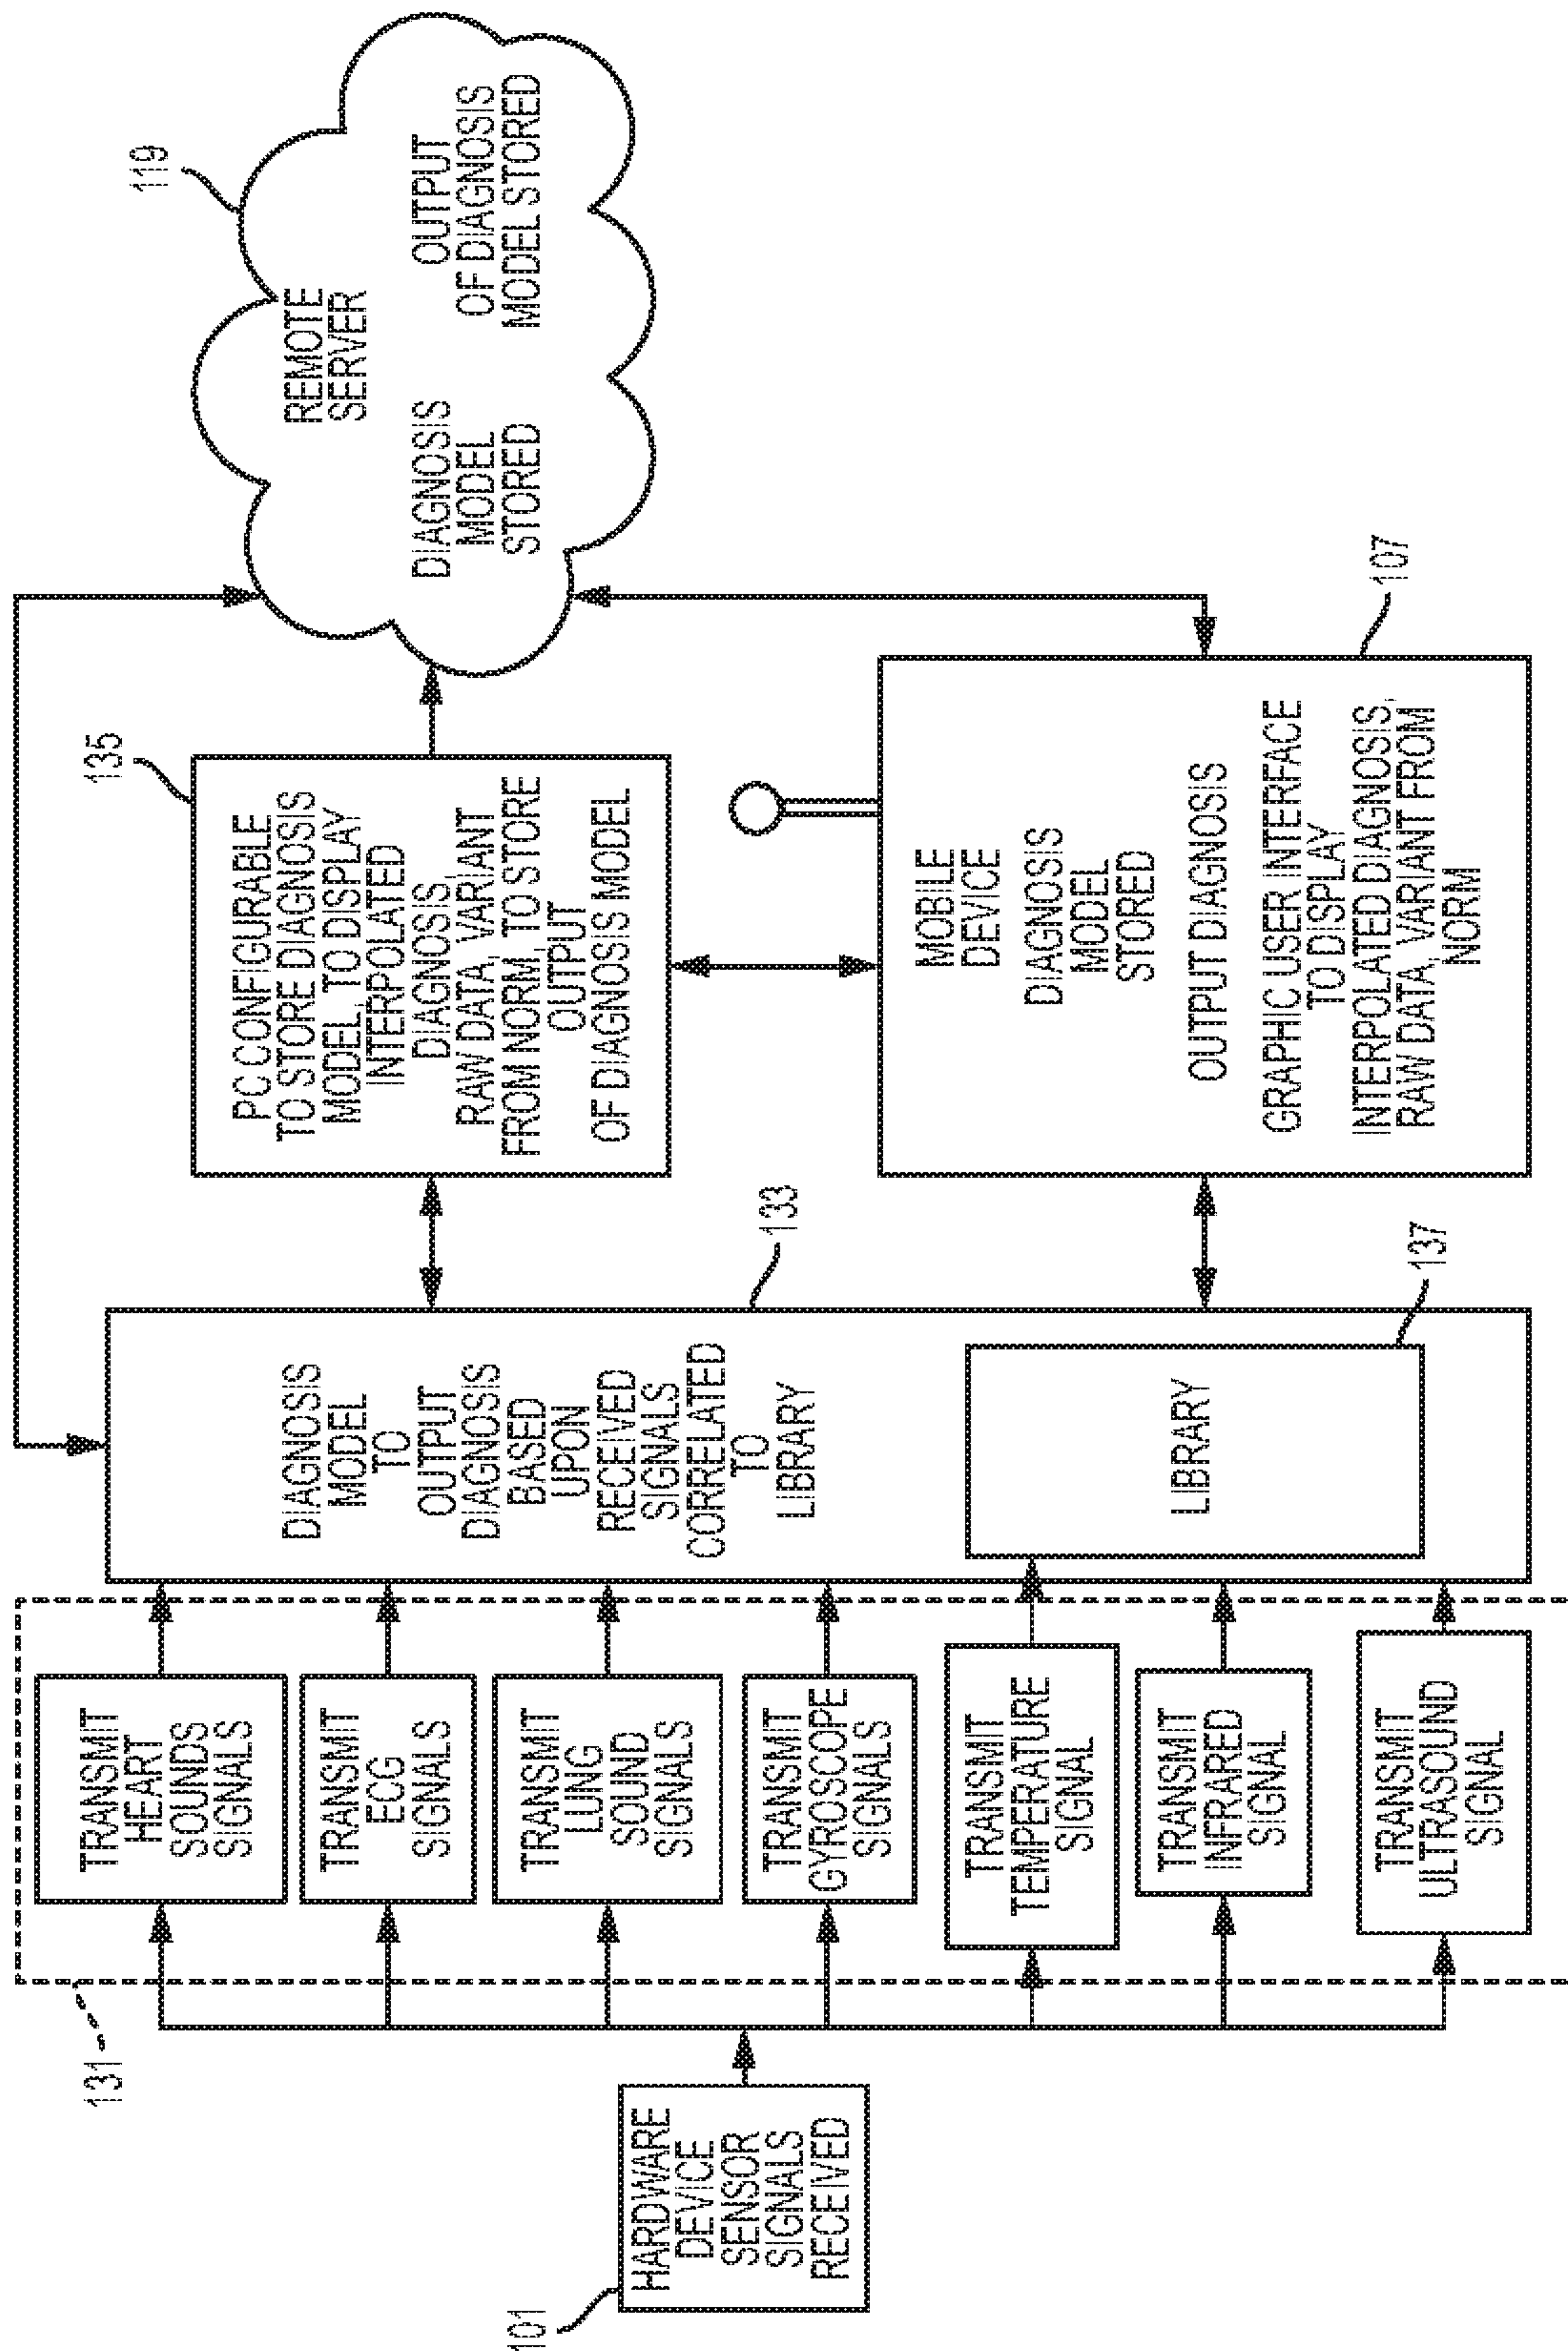 101
HARDWARE
DEVICE
SENSOR
SIGNALS
RECEIVED
131
TRANSMIT
HEART
SOUNDS
SIGNALS
TRANSMIT
ECG
SIGNALS
TRANSMIT
LUNG
SOUND
SIGNALS
TRANSMIT
GYROSCOPE
SIGNALS
TRANSMIT
TEMPERATURE
SIGNAL
TRANSMIT
INFRARED
SIGNAL
TRANSMIT
ULTRASOUND
SIGNAL
DIAGNOSIS
MODEL
TO
OUTPUT
DIAGNOSIS
BASED
UPON
RECEIVED
SIGNALS
CORRELATED
TO
LIBRARY
133
LIBRARY
137
135
PC CONFIGURABLE
TO STORE DIAGNOSIS
MODEL, TO DISPLAY
INTERPOLATED
DIAGNOSIS,
RAW DATA, VARIANT
FROM NORM, TO STORE
OUTPUT
OF DIAGNOSIS MODEL
MOBILE
DEVICE
DIAGNOSIS
MODEL
STORED
OUTPUT DIAGNOSIS
GRAPHIC USER INTERFACE
TO DISPLAY
INTERPOLATED DIAGNOSIS,
RAW DATA, VARIANT FROM
NORM
107
119
REMOTE
SERVER
DIAGNOSIS
MODEL
STORED
OUTPUT
OF DIAGNOSIS
MODEL STORED